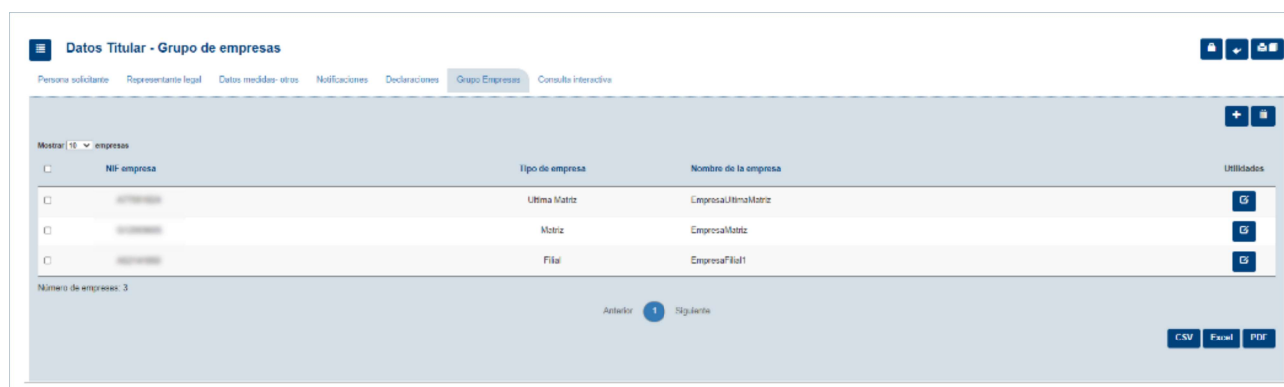 Datos Titular - Grupo de empresas
Persona solicitante Representante legal Datos medidas- otros Notificaciones Declaraciones Grupo Empresas Consulta interactiva
Mostrar 10 empresas
NIF empresa Tipo de empresa Nombre de la empresa Utilidades
Ultima Matriz EmpresaUltimaMatriz
Matriz EmpresaMatriz
Filial EmpresaFilial1
Número de empresas: 3
Anterior 1 Siguiente
CSV Excel PDF